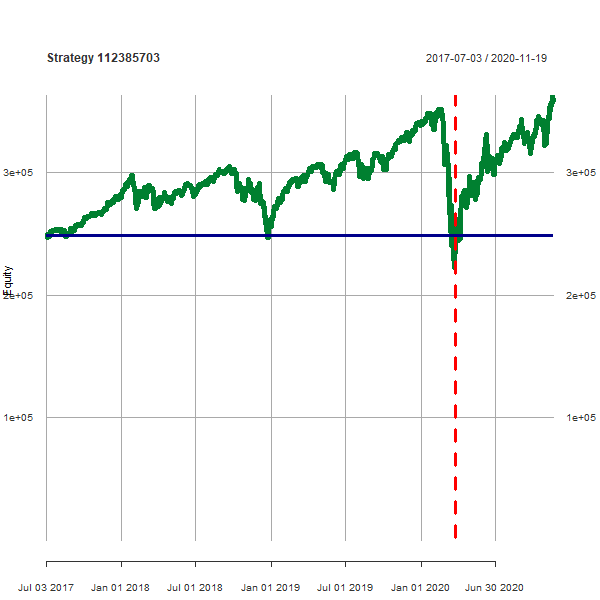 Strategy 112385703
2017-07-03 / 2020-11-19
3e+05
3e+05
Equity
2e+05
2e+05
1e+05
1e+05
Jul 03 2017
Jan 01 2018
Jul 01 2018
Jan 01 2019
Jul 01 2019
Jan 01 2020
Jun 30 2020